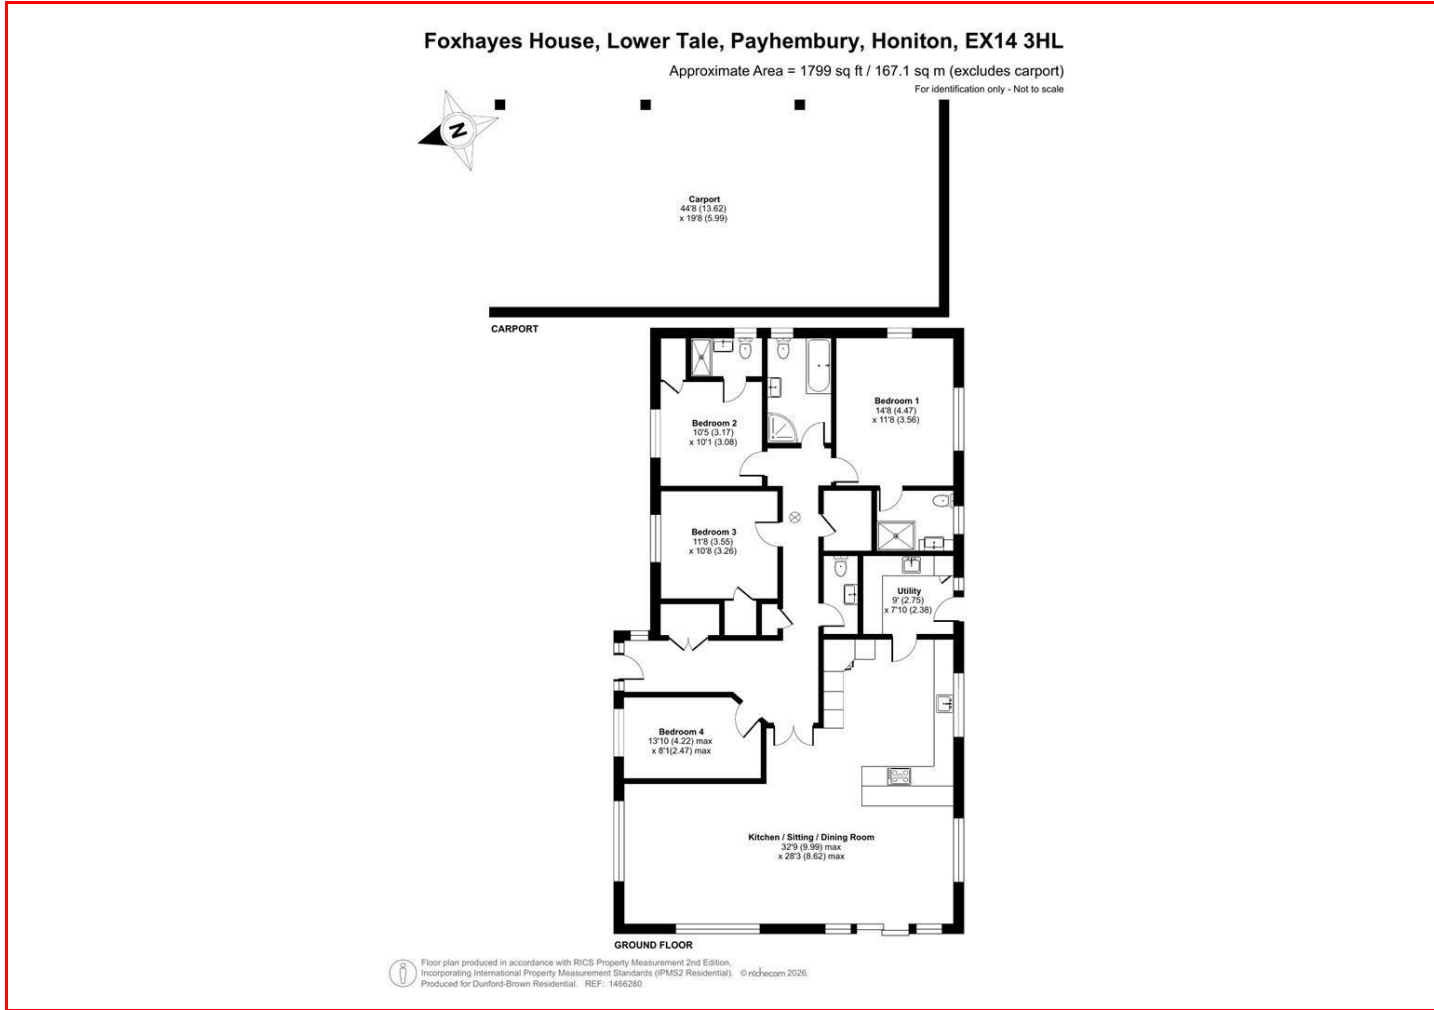 Foxhayes House, Lower Tale, Payhembury, Honiton, EX14 3HL
Approximate Area = 1799 sq ft / 167.1 sq m (excludes carport)
For identification only - Not to scale
N
Carport
44'8 (13.62)
x 19'8 (5.99)
CARPORT
Bedroom 1
14'8 (4.47)
x 11'8 (3.56)
Bedroom 2
10'5 (3.17)
x 10'1 (3.08)
Bedroom 3
11'8 (3.55)
x 10'8 (3.26)
Utility
9' (2.75)
x 7'10 (2.38)
Bedroom 4
13'10 (4.22) max
x 8'1(2.47) max
Kitchen / Sitting / Dining Room
32'9 (9.99) max
x 28'3 (8.62) max
GROUND FLOOR
Floor plan produced in accordance with RICS Property Measurement 2nd Edition,
Incorporating International Property Measurement Standards (IPMS2 Residential). © nichecom 2026.
Produced for Dunford-Brown Residential. REF: 1466280